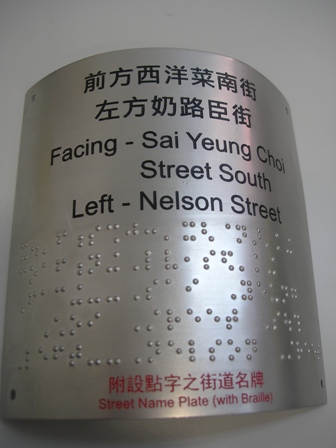 前方西洋菜南街
左方奶路臣街
Facing - Sai Yeung Choi
Street South
Left - Nelson Street
附設點字之街道名牌
Street Name Plate (with Braille)